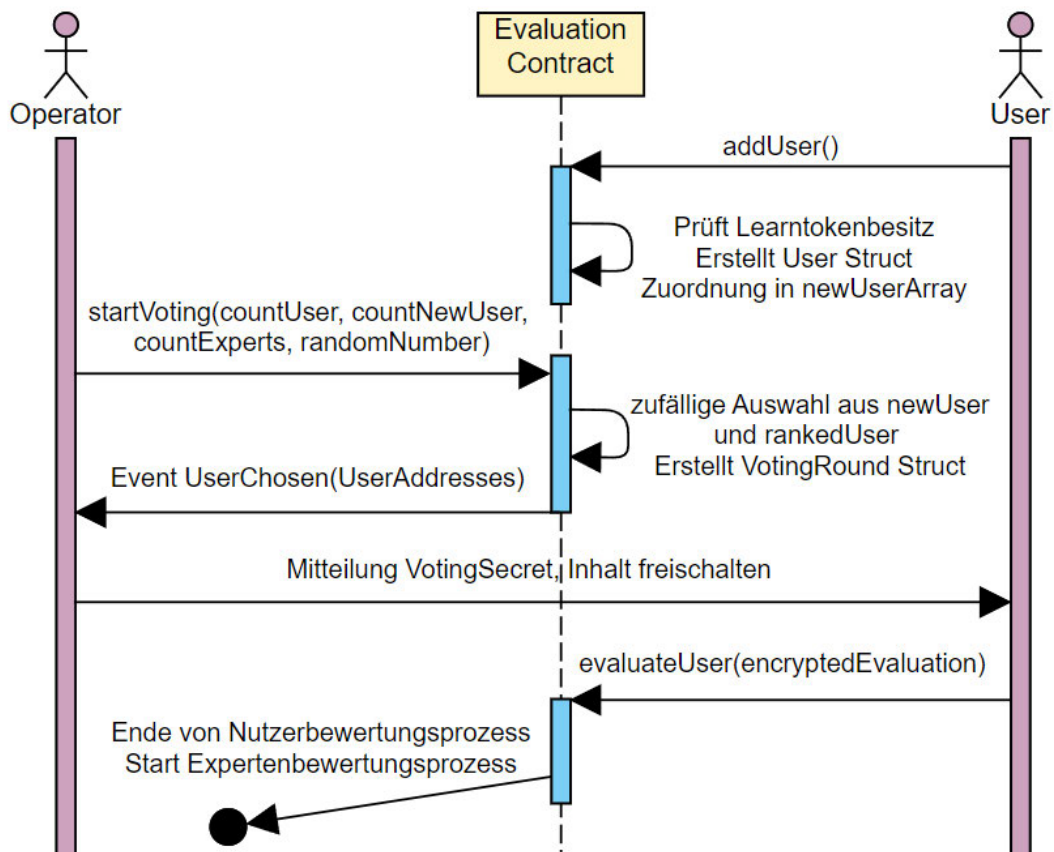 Evaluation
Contract
Operator
User
addUser()
Prüft Learntokenbesitz
Erstellt User Struct
Zuordnung in newUserArray
startVoting(countUser, countNewUser,
countExperts, randomNumber)
zufällige Auswahl aus newUser
und rankedUser
Erstellt VotingRound Struct
Event UserChosen(UserAddresses)
Mitteilung VotingSecret, Inhalt freischalten
evaluateUser(encryptedEvaluation)
Ende von Nutzerbewertungsprozess
Start Expertenbewertungsprozess